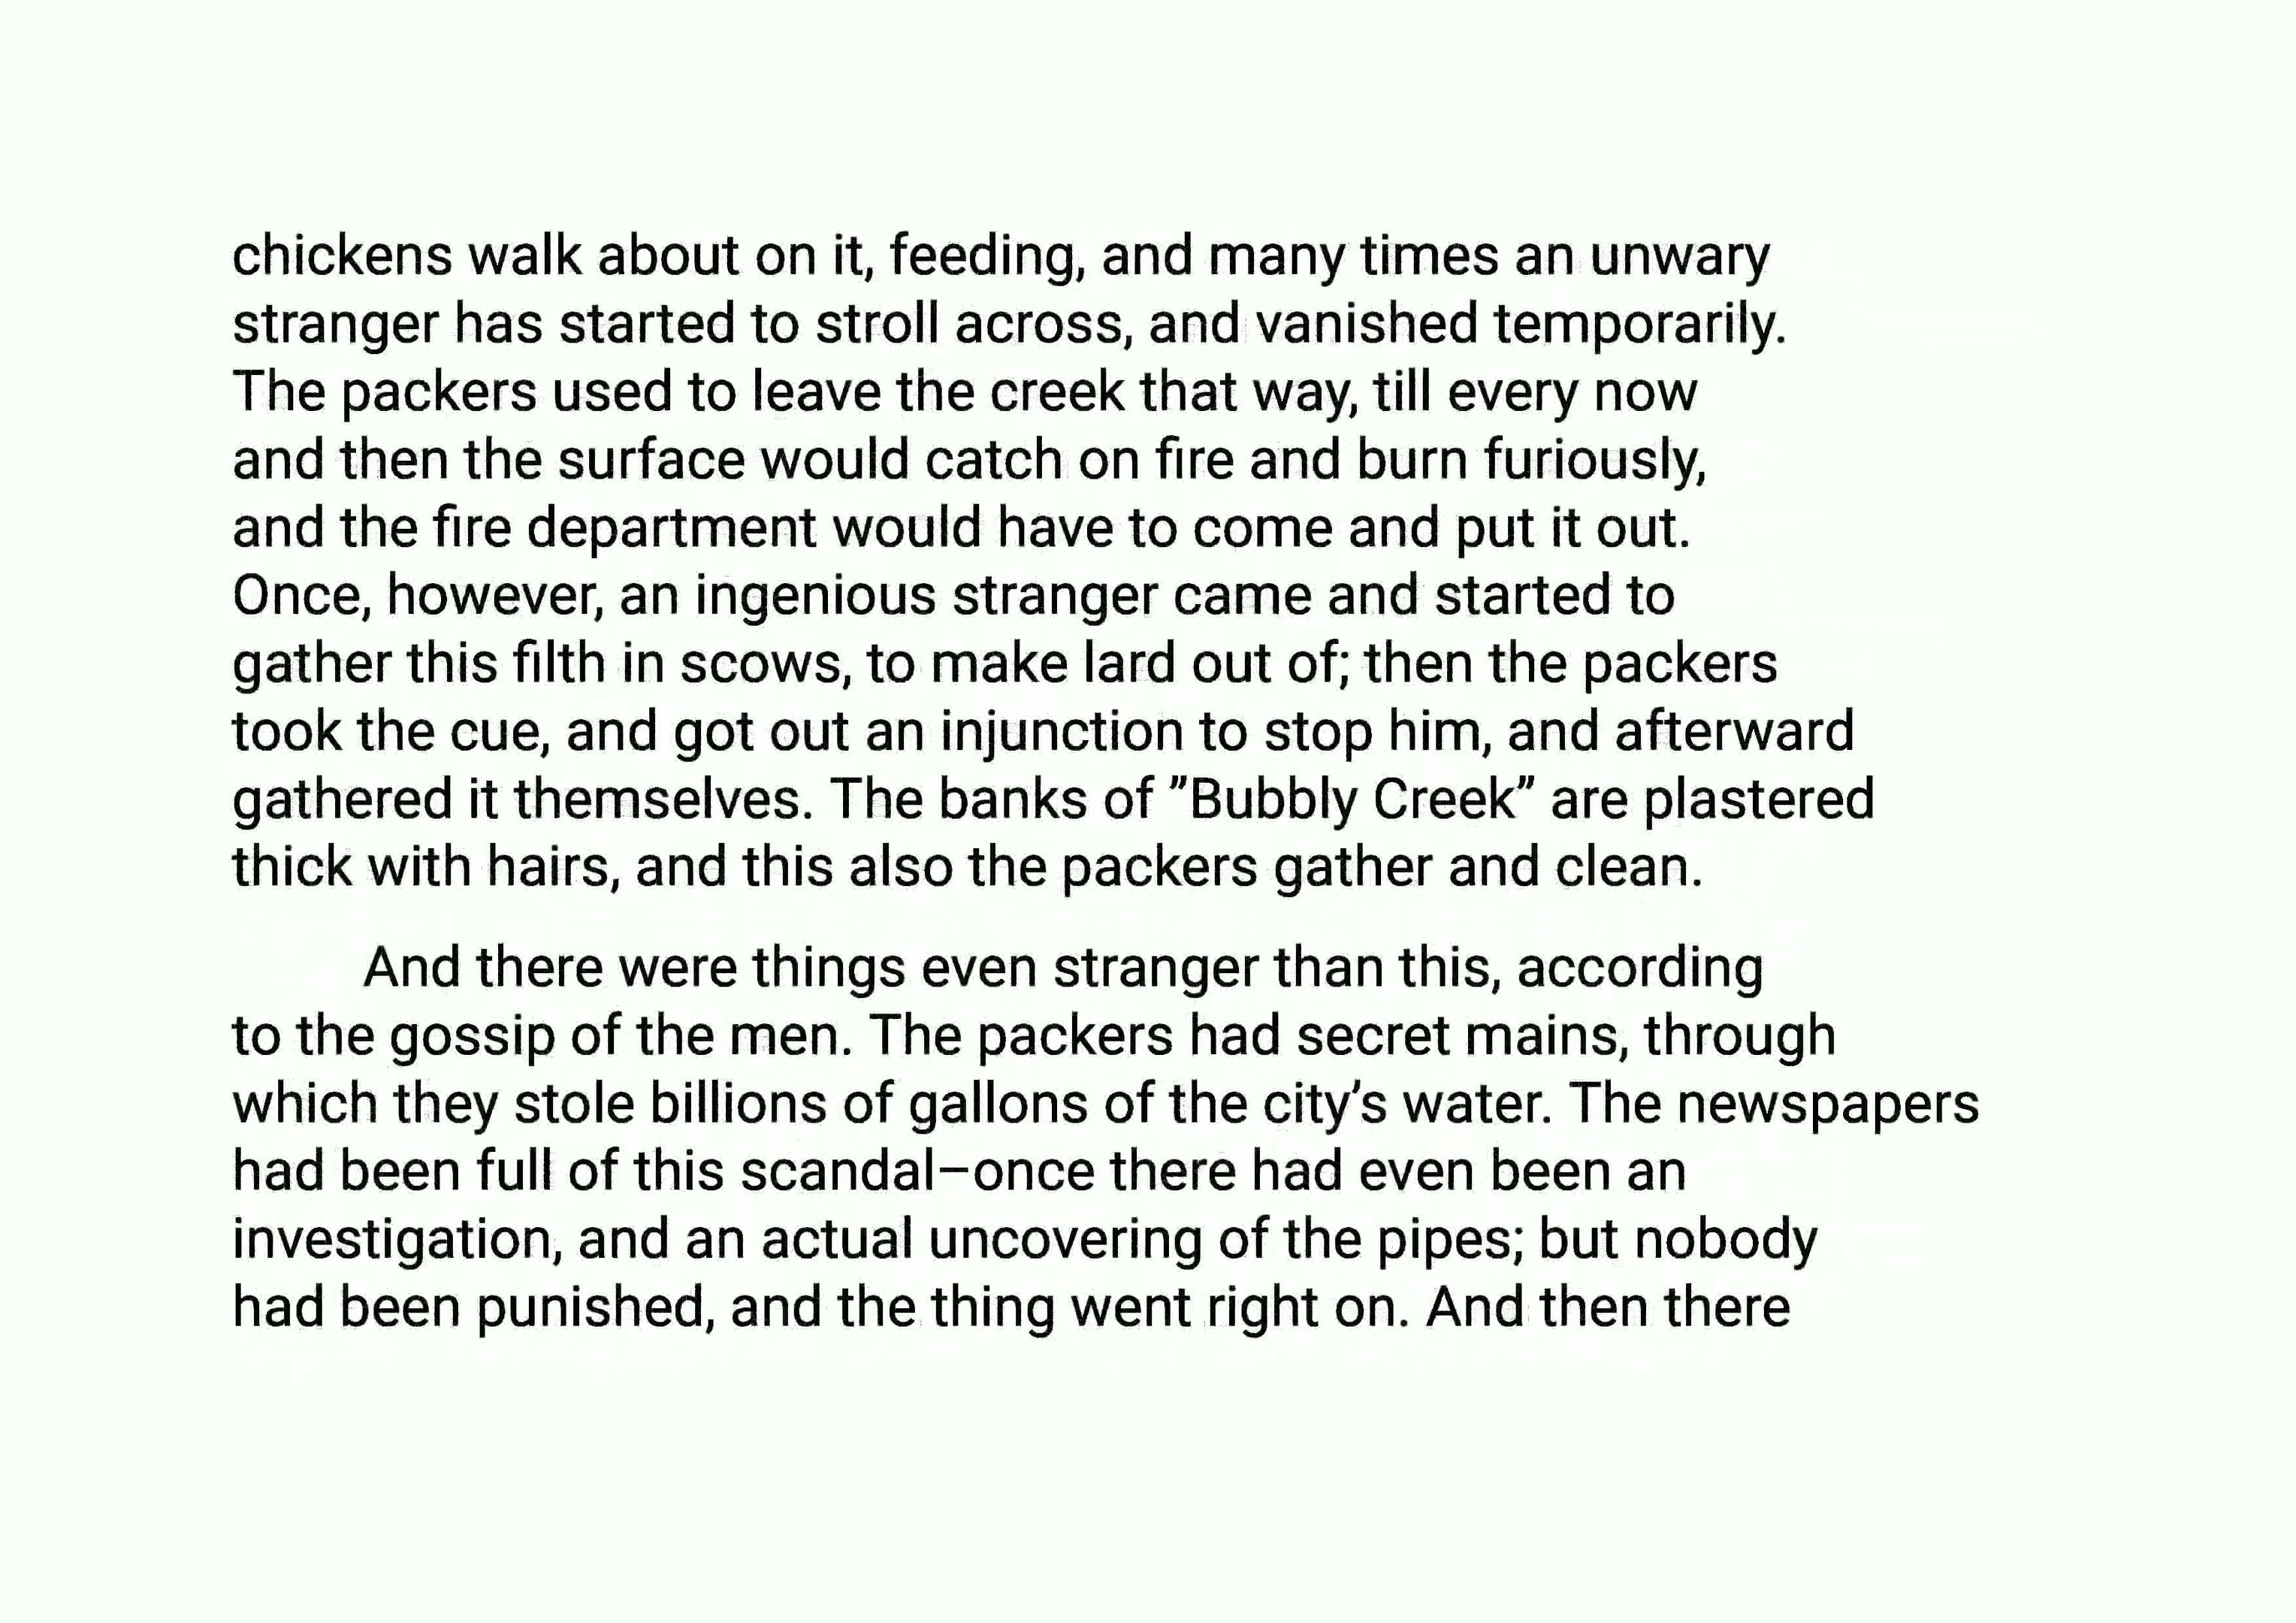 chickens walk about on it, feeding, and many times an unwary
stranger has started to stroll across, and vanished temporarily.
The packers used to leave the creek that way, till every now
and then the surface would catch on fire and burn furiously,
and the fire department would have to come and put it out.
Once, however, an ingenious stranger came and started to
gather this filth in scows, to make lard out of; then the packers
took the cue, and got out an injunction to stop him, and afterward
gathered it themselves. The banks of ”Bubbly Creek” are plastered
thick with hairs, and this also the packers gather and clean.
And there were things even stranger than this, according
to the gossip of the men. The packers had secret mains, through
which they stole billions of gallons of the city’s water. The newspapers
had been full of this scandal–once there had even been an
investigation, and an actual uncovering of the pipes; but nobody
had been punished, and the thing went right on. And then there